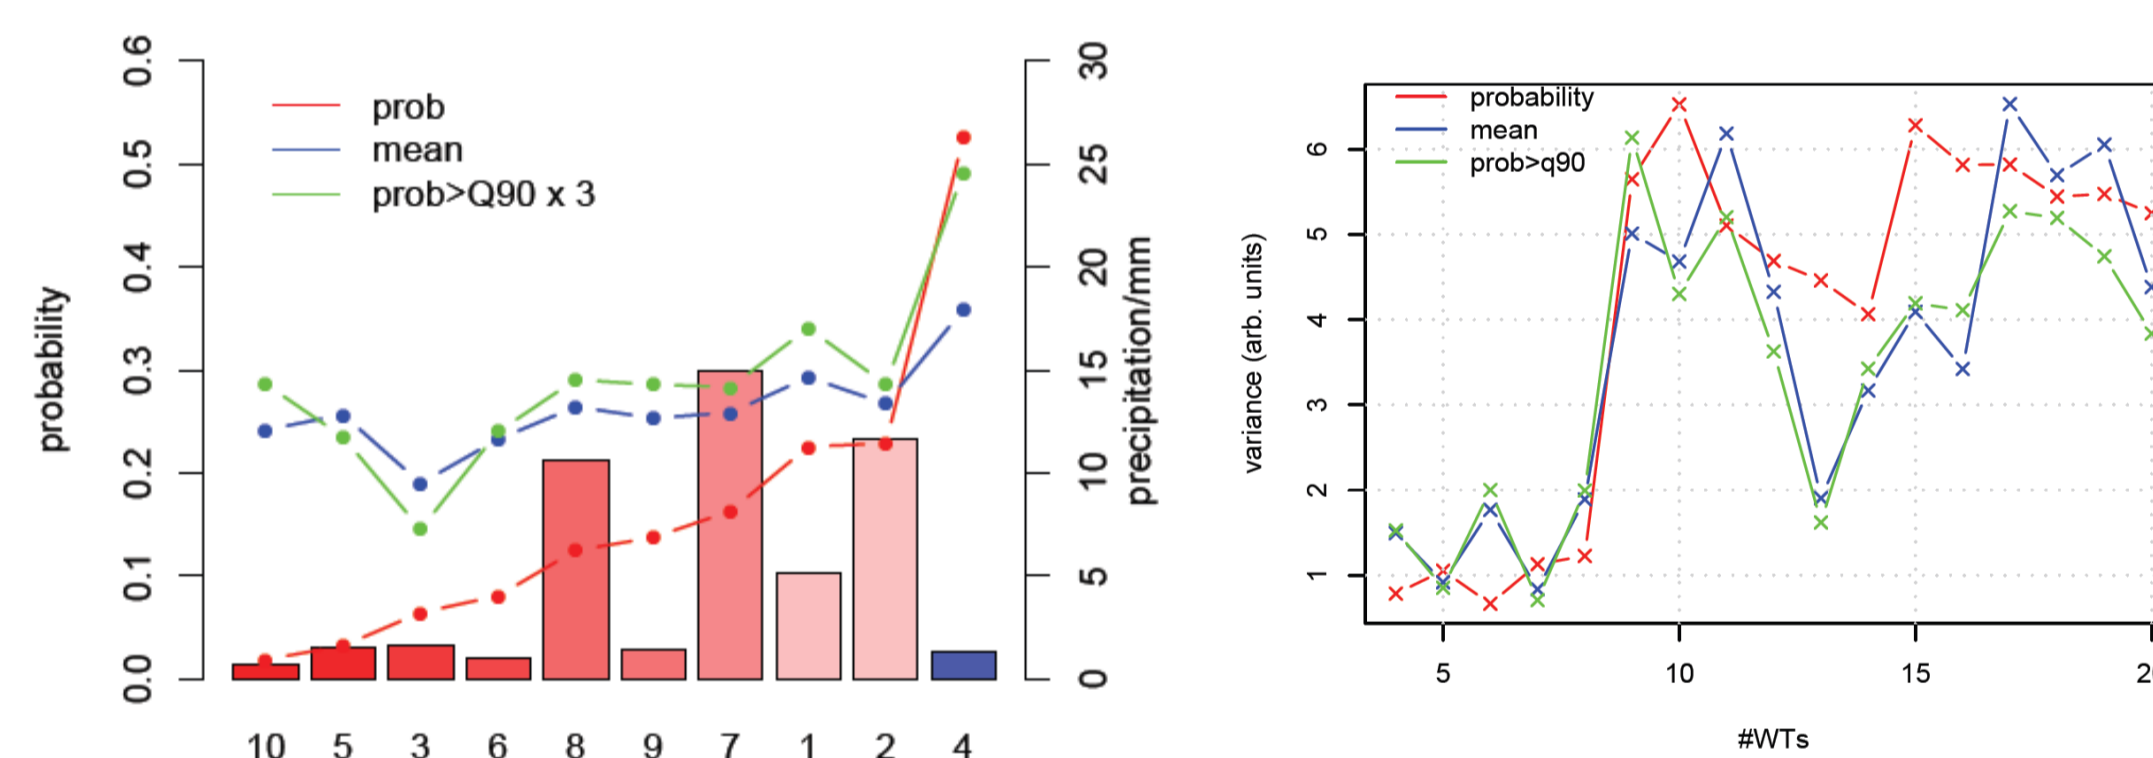 probability
0.0 0.1 0.2 0.3 0.4 0.5 0.6
prob
mean
prob>Q90 x 3
0 5 10 15 20 25 30
precipitation/mm
10 5 3 6 8 9 7 1 2 4
variance (arb. units)
1 2 3 4 5 6
probability
mean
prob>q90
5 10 15 2
#WTs